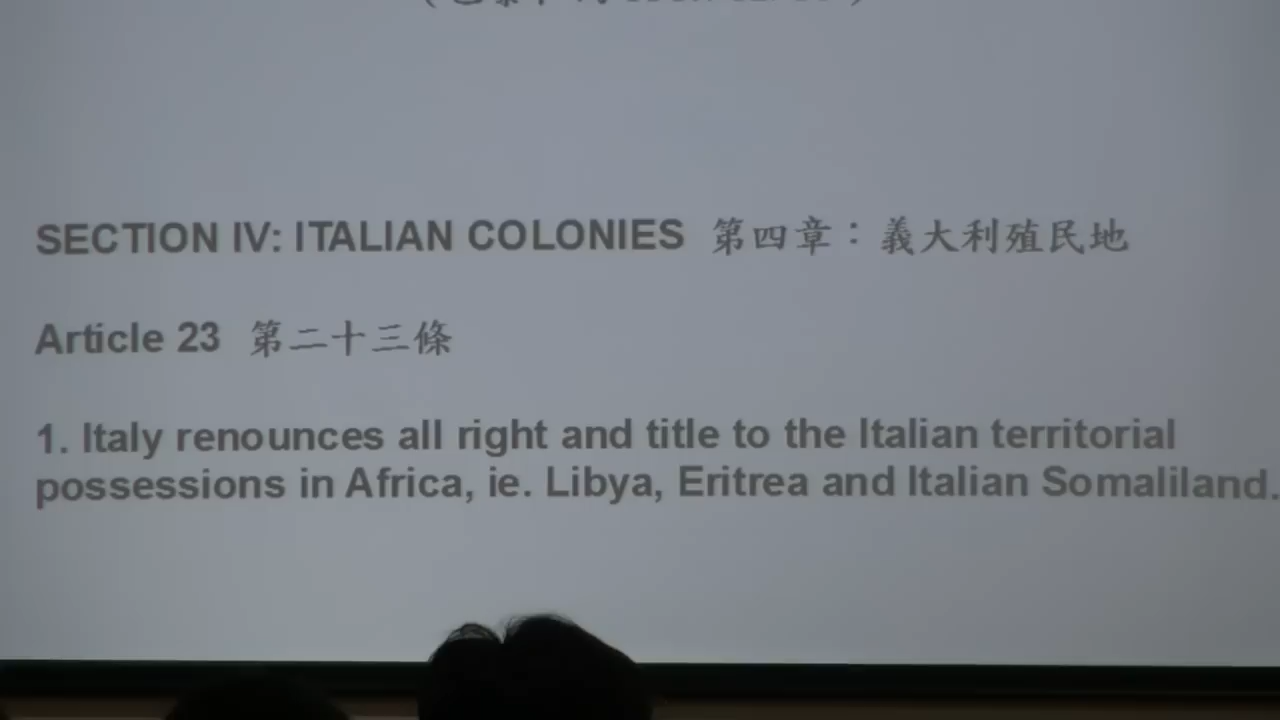 SECTION IV: ITALIAN COLONIES 第四章：義大利殖民地
Article 23 第二十三條
1. Italy renounces all right and title to the Italian territorial
possessions in Africa, ie. Libya, Eritrea and Italian Somaliland.